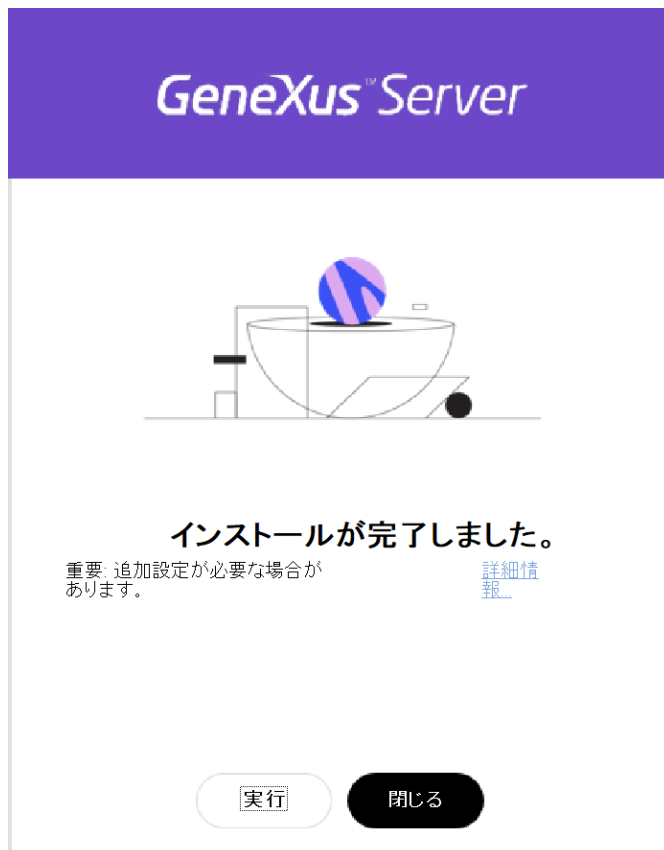 GeneXus™ Server
インストールが完了しました。
重要: 追加設定が必要な場合が
あります。
詳細情
報...
実行
閉じる